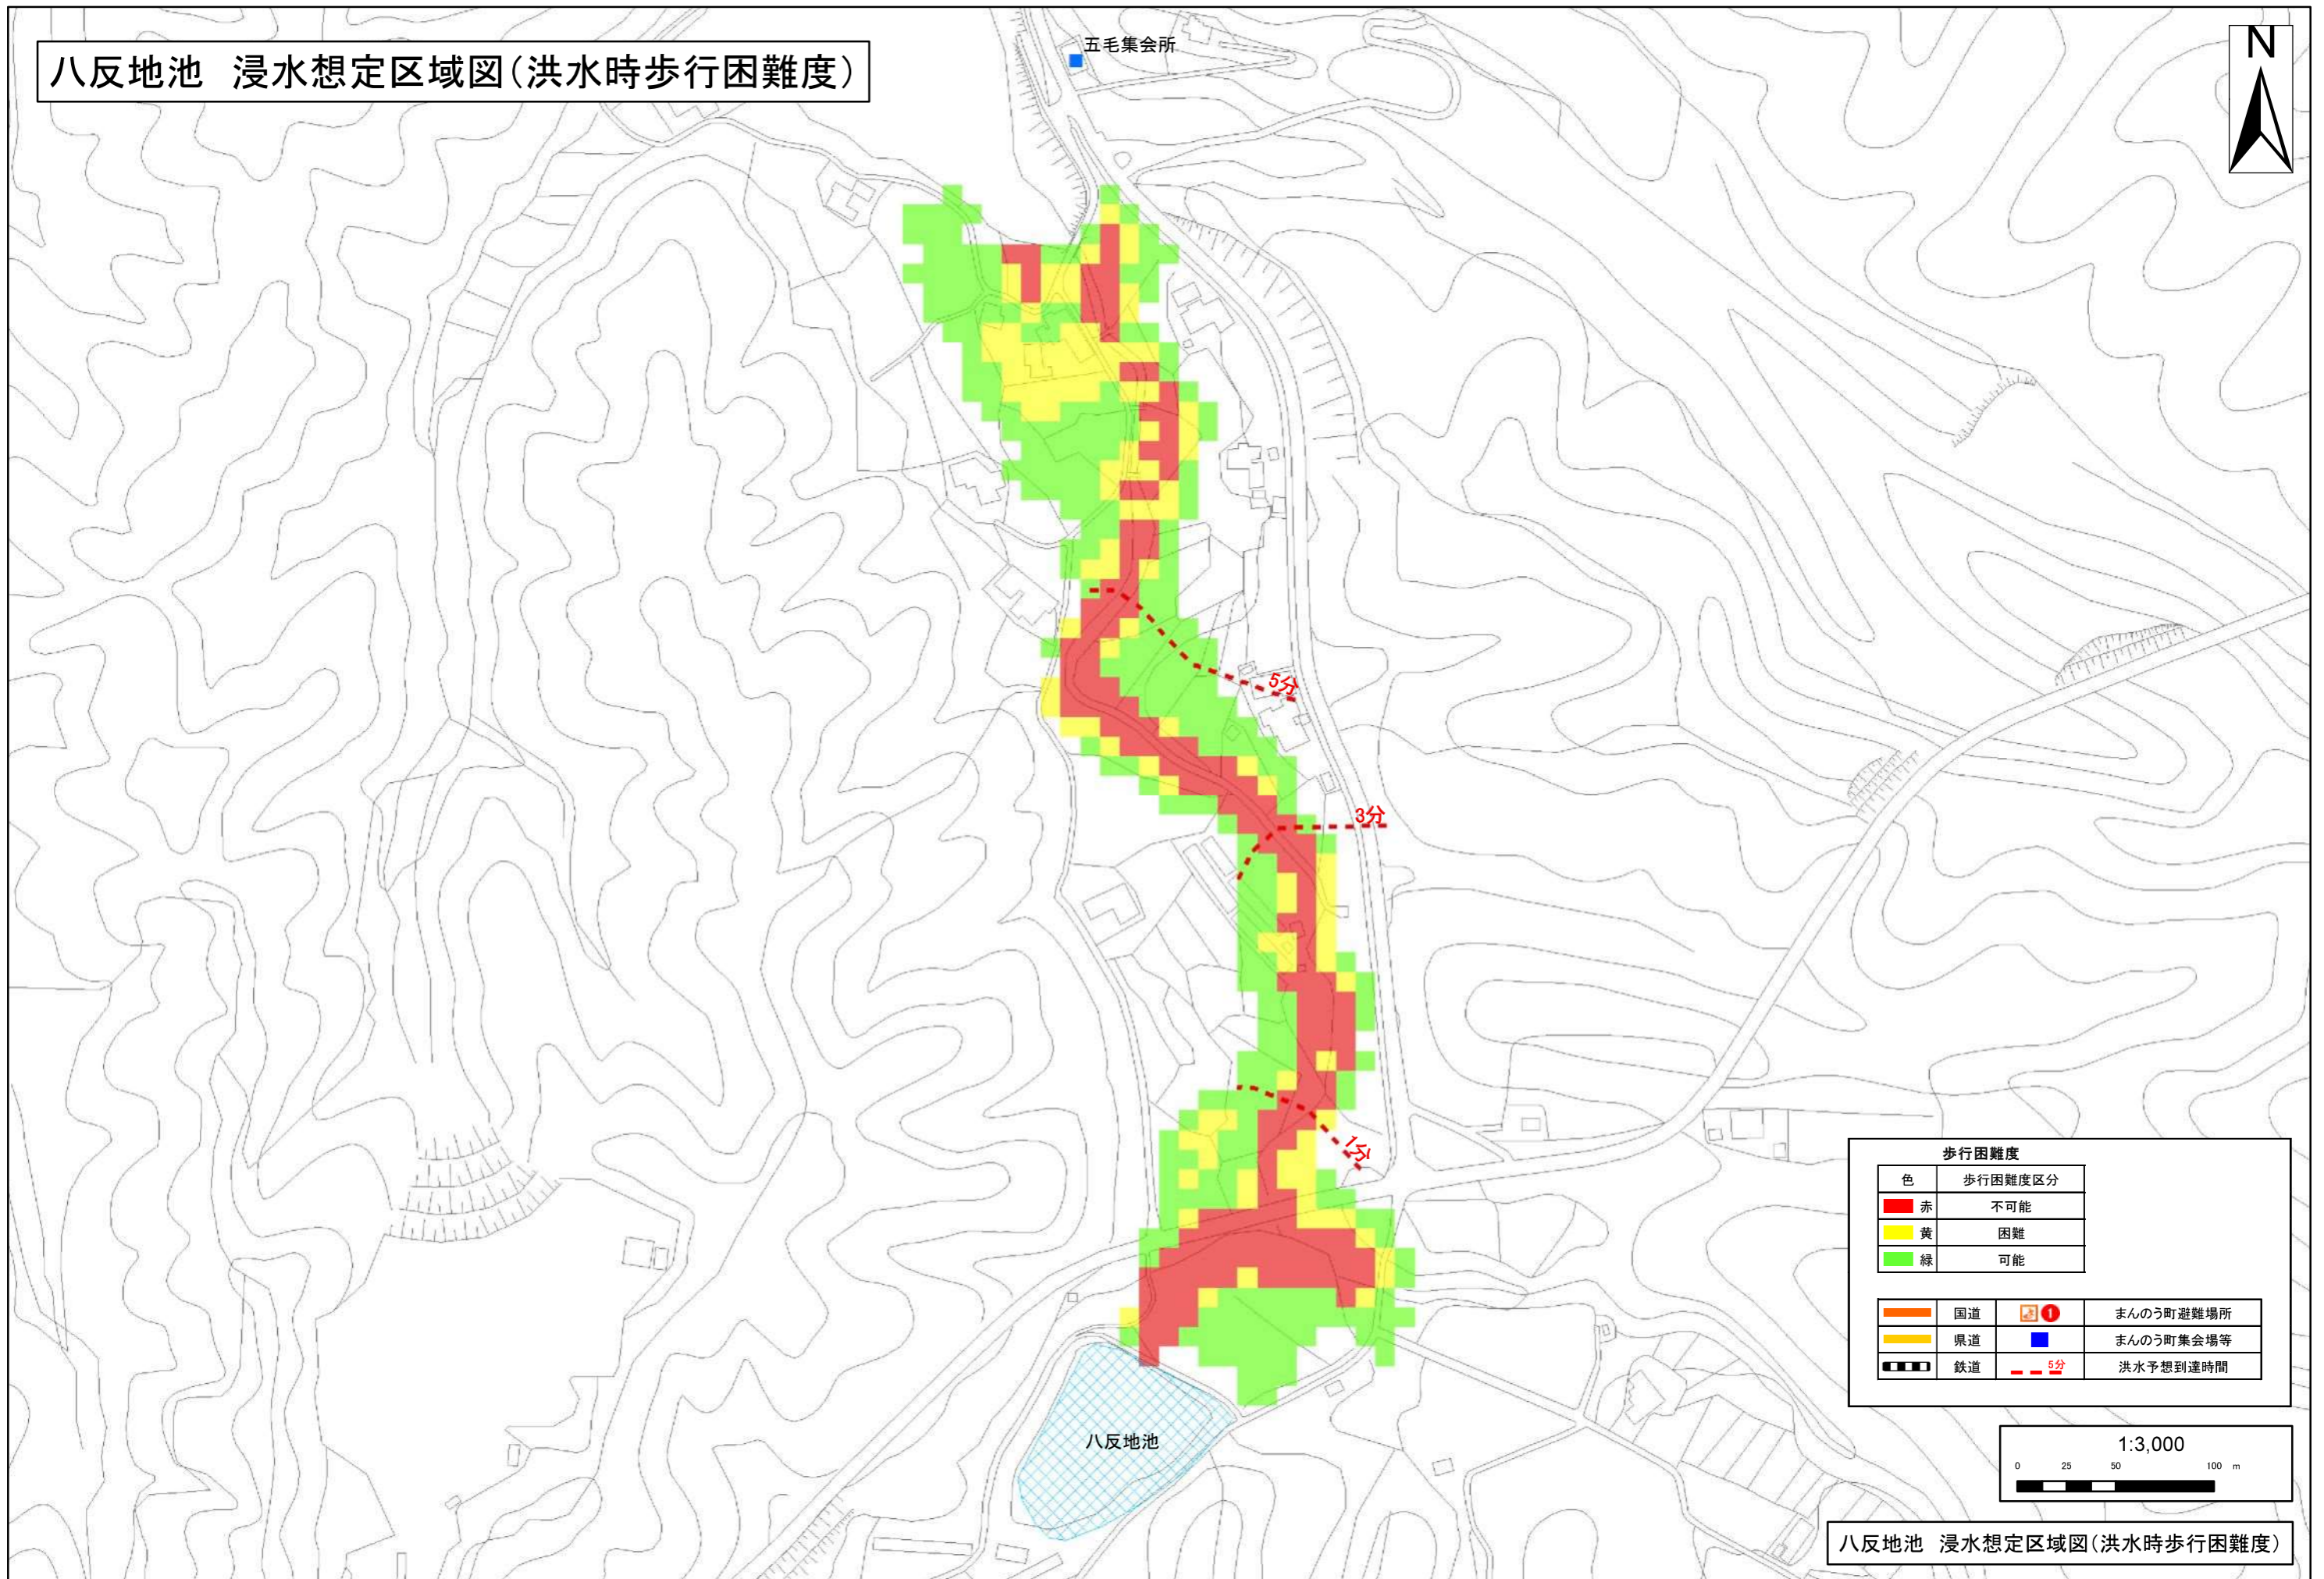 八反地池　浸水想定区域図(洪水時歩行困難度)
五毛集会所
N
5分
3分
1分
八反地池
歩行困難度
色　歩行困難度区分
赤　不可能
黄　困難
緑　可能
国道　1　まんのう町避難場所
県道　まんのう町集会場等
鉄道　5分　洪水予想到達時間
1:3,000
0　25　50　100　m
八反地池　浸水想定区域図(洪水時歩行困難度)